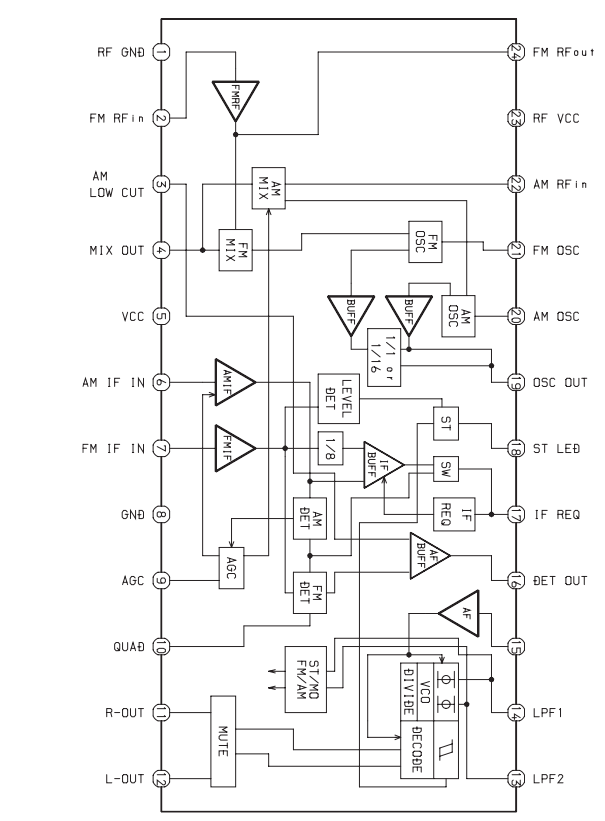 RF GND
1
FM RFin
2
AM
LOW CUT
3
MIX OUT
4
VCC
5
AM IF IN
6
FM IF IN
7
GND
8
AGC
9
QUAD
10
R-OUT
11
L-OUT
12
24
FM RFout
23
RF VCC
22
AM RFin
21
FM OSC
20
AM OSC
19
OSC OUT
18
ST LED
17
IF REQ
16
DET OUT
15
14
LPF1
13
LPF2
FMRF
AM
MIX
FM
MIX
FM
OSC
BUFF
BUFF
AM
OSC
1/1 or
1/16
AMIF
LEVEL
DET
ST
FMIF
1/8
IF
BUFF
SW
AM
DET
IF
REQ
AGC
FM
DET
AF
BUFF
AF
ST/MO
FM/AM
VCO
DIVIDE
DECODE
MUTE